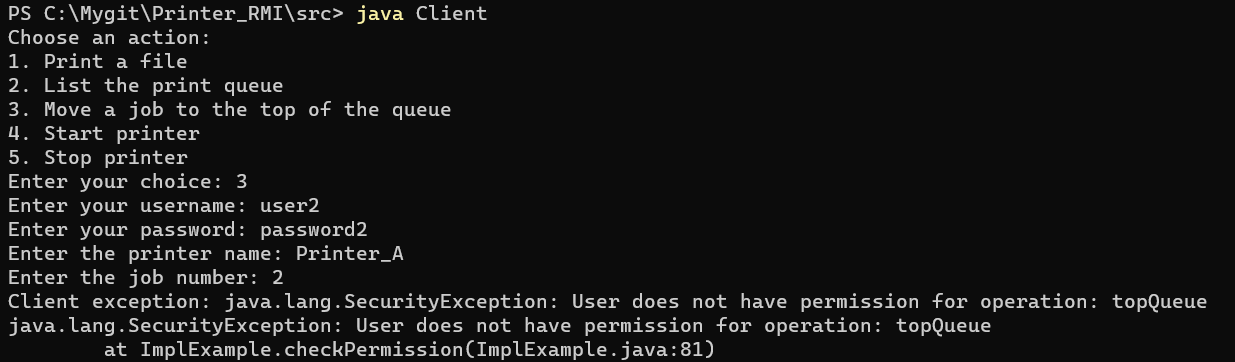 PS C:\Mygit\Printer_RMI\src> java Client
Choose an action:
1. Print a file
2. List the print queue
3. Move a job to the top of the queue
4. Start printer
5. Stop printer
Enter your choice: 3
Enter your username: user2
Enter your password: password2
Enter the printer name: Printer_A
Enter the job number: 2
Client exception: java.lang.SecurityException: User does not have permission for operation: topQueue
java.lang.SecurityException: User does not have permission for operation: topQueue
        at ImplExample.checkPermission(ImplExample.java:81)